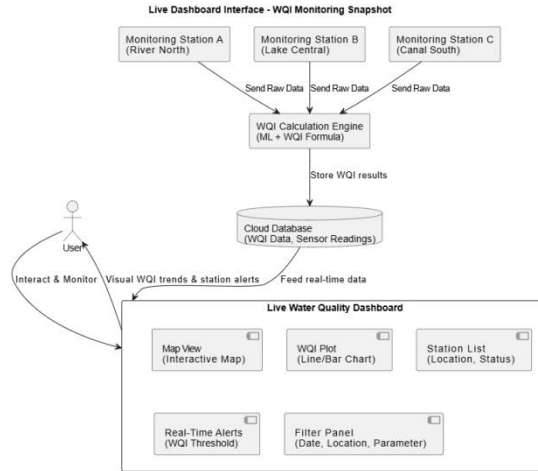 Live Dashboard Interface - WQI Monitoring Snapshot
Monitoring Station A
(River North)
Monitoring Station B
(Lake Central)
Monitoring Station C
(Canal South)
Send Raw Data
Send Raw Data
Send Raw Data
WQI Calculation Engine
(ML + WQI Formula)
Store WQI results
Cloud Database
(WQI Data, Sensor Readings)
User
Interact & Monitor
Visual WQI trends & station alerts
Feed real-time data
Live Water Quality Dashboard
Map View
(Interactive Map)
WQI Plot
(Line/Bar Chart)
Station List
(Location, Status)
Real-Time Alerts
(WQI Threshold)
Filter Panel
(Date, Location, Parameter)